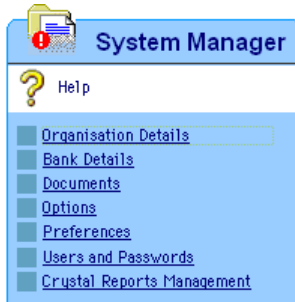 System Manager
Help
Organisation Details
Bank Details
Documents
Options
Preferences
Users and Passwords
Crystal Reports Management